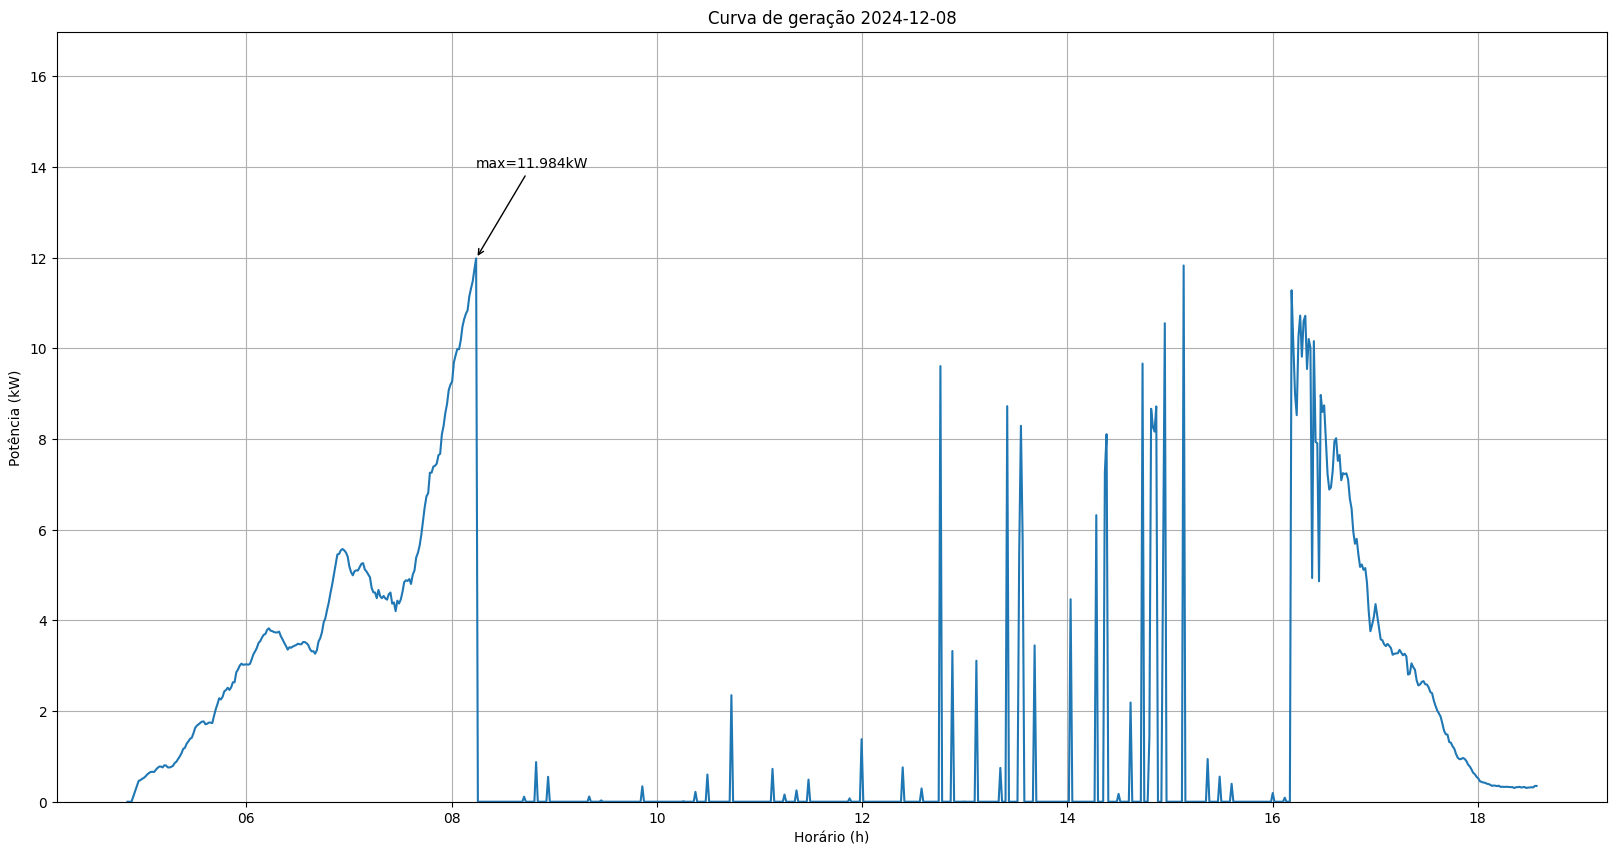 Curva de geração 2024-12-08
16
14
12
10
8
6
4
2
0
Potência (kW)
max=11.984kW
06 08 10 12 14 16 18
Horário (h)